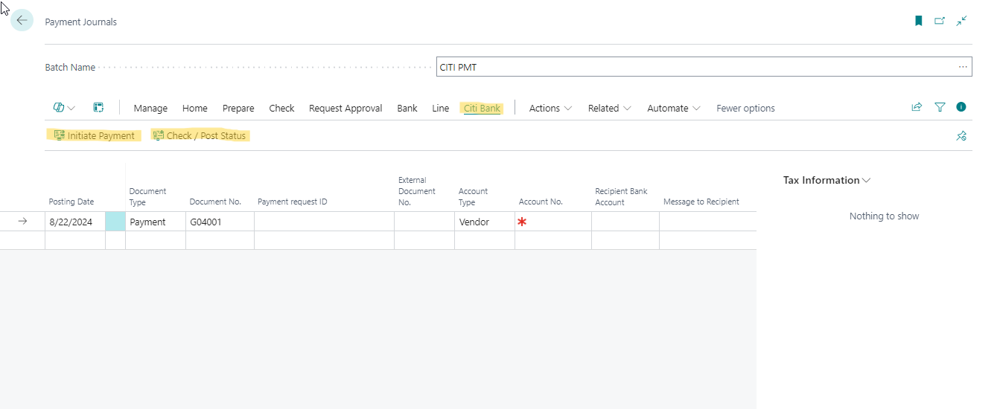 Payment Journals
Batch Name
CITI PMT
Manage Home Prepare Check Request Approval Bank Line Citi Bank Actions Related Automate Fewer options
Initiate Payment Check / Post Status
Posting Date
Document
Type
Document No.
Payment request ID
External
Document
No.
Account
Type
Account No.
Recipient Bank
Account
Message to Recipient
Tax Information
8/22/2024 Payment G04001 Vendor
Nothing to show